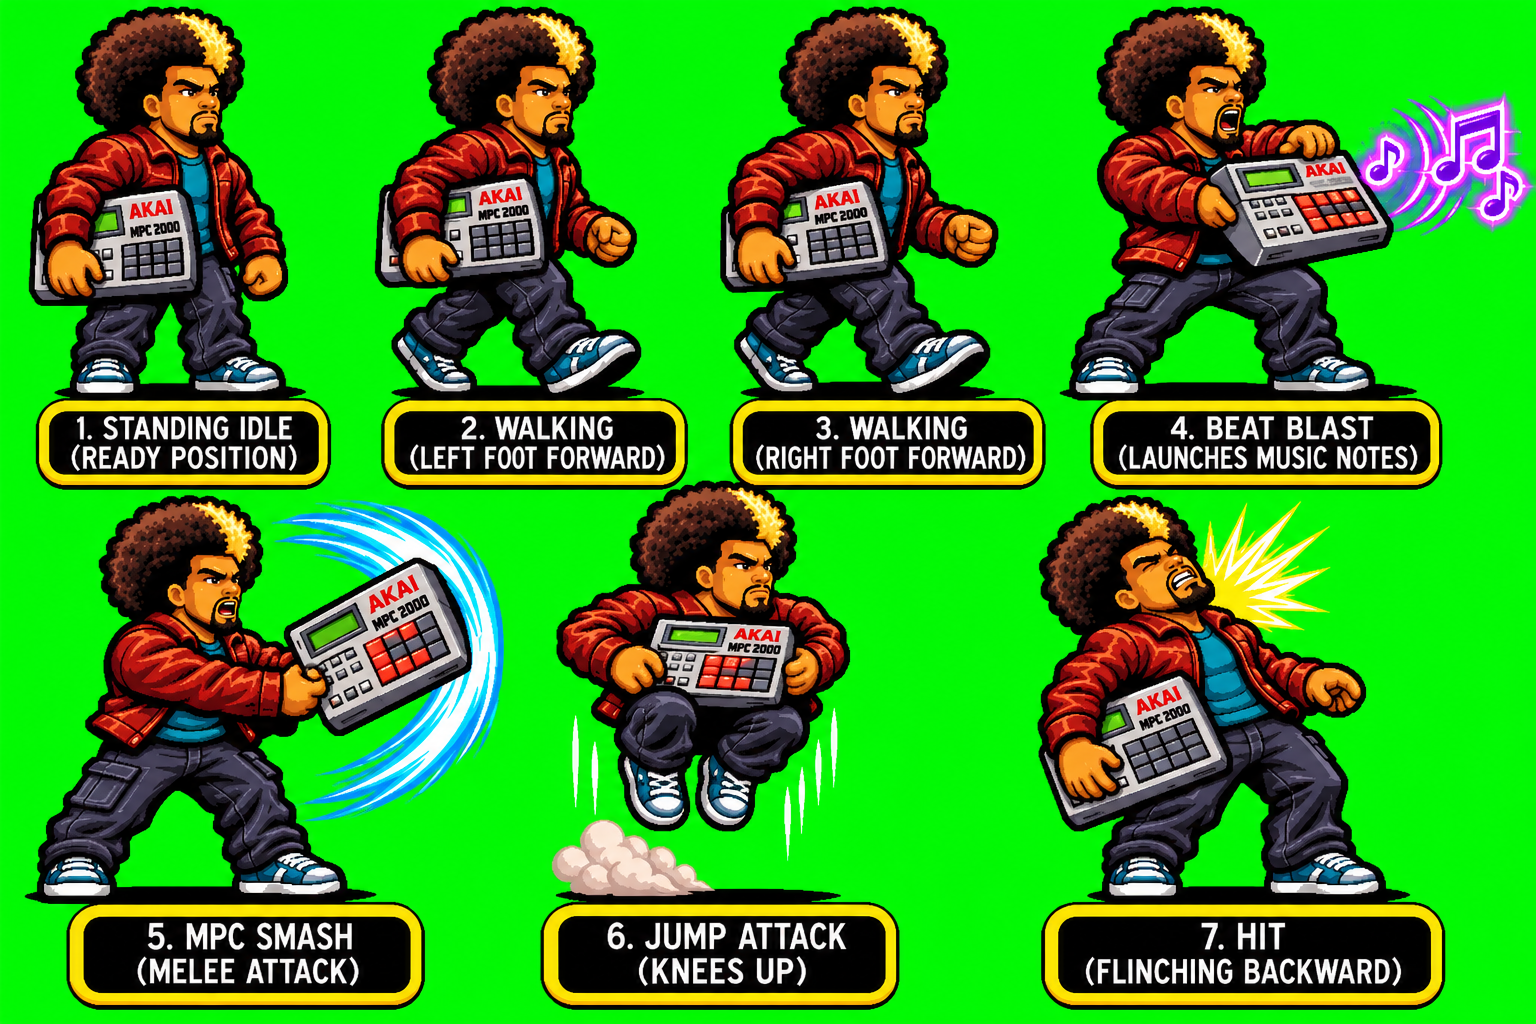 AKAI
MPC 2000
AKAI
MPC 2000
AKAI
MPC 2000
AKAI
1. STANDING IDLE
(READY POSITION)
2. WALKING
(LEFT FOOT FORWARD)
3. WALKING
(RIGHT FOOT FORWARD)
4. BEAT BLAST
(LAUNCHES MUSIC NOTES)
AKAI
MPC 2000
AKAI
MPC 2000
AKAI
MPC 2000
5. MPC SMASH
(MELEE ATTACK)
6. JUMP ATTACK
(KNEES UP)
7. HIT
(FLINCHING BACKWARD)